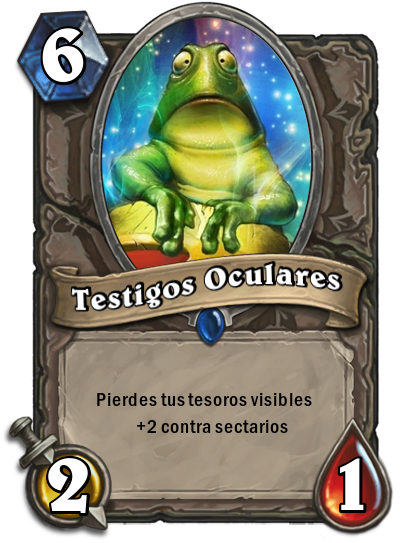 6
Testigos Oculares
Pierdes tus tesoros visibles
+2 contra sectarios
2
1